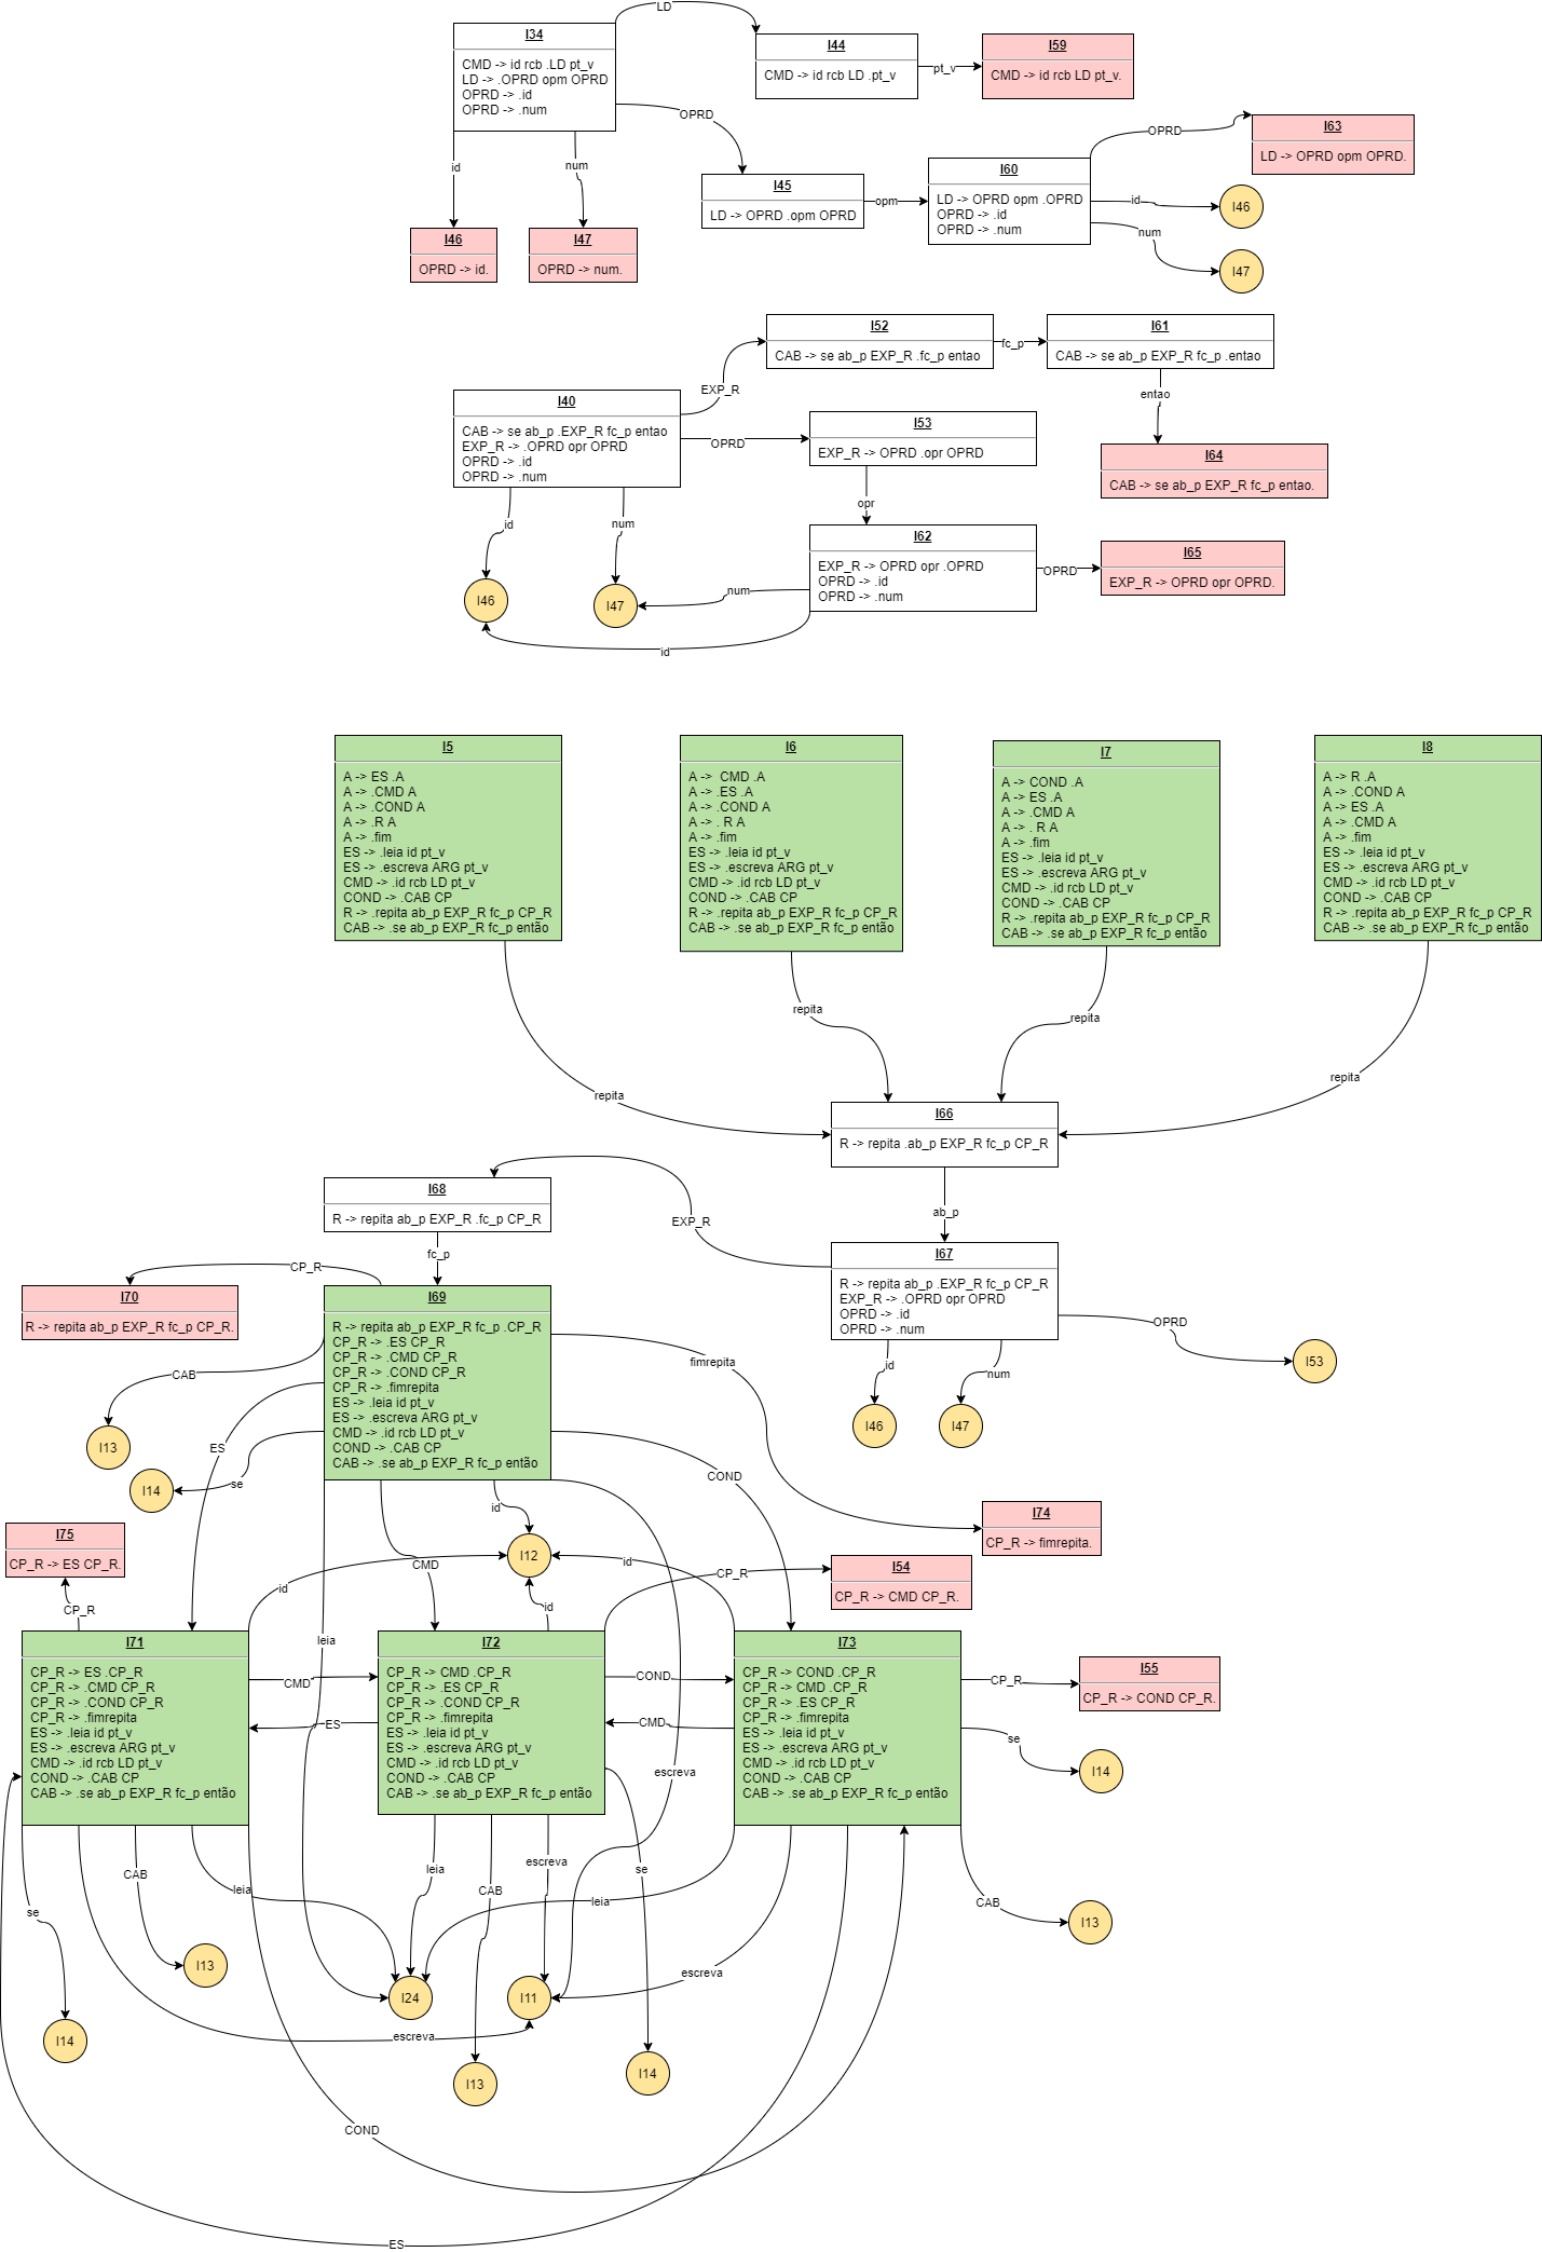 LD
I34
CMD -> id rcb .LD pt_v
LD -> .OPRD opm OPRD
OPRD -> .id
OPRD -> .num
I44
CMD -> id rcb LD .pt_v
pt_v
I59
CMD -> id rcb LD pt_v.
OPRD
id
num
I46
OPRD -> id.
I47
OPRD -> num.
I45
LD -> OPRD .opm OPRD
opm
I60
LD -> OPRD opm .OPRD
OPRD -> .id
OPRD -> .num
OPRD
I63
LD -> OPRD opm OPRD.
id
I46
num
I47
I52
CAB -> se ab_p EXP_R .fc_p entao
fc_p
I61
CAB -> se ab_p EXP_R fc_p .entao
entao
I64
CAB -> se ab_p EXP_R fc_p entao.
EXP_R
I40
CAB -> se ab_p .EXP_R fc_p entao
EXP_R -> .OPRD opr OPRD
OPRD -> .id
OPRD -> .num
OPRD
I53
EXP_R -> OPRD .opr OPRD
opr
id
num
I46
I47
I62
EXP_R -> OPRD opr .OPRD
OPRD -> .id
OPRD -> .num
num
id
OPRD
I65
EXP_R -> OPRD opr OPRD.
I5
A -> ES .A
A -> .CMD A
A -> .COND A
A -> .R A
A -> .fim
ES -> .leia id pt_v
ES -> .escreva ARG pt_v
CMD -> .id rcb LD pt_v
COND -> .CAB CP
R -> .repita ab_p EXP_R fc_p CP_R
CAB -> .se ab_p EXP_R fc_p então
I6
A -> CMD .A
A -> .ES .A
A -> .COND A
A -> . R A
A -> .fim
ES -> .leia id pt_v
ES -> .escreva ARG pt_v
CMD -> .id rcb LD pt_v
COND -> .CAB CP
R -> .repita ab_p EXP_R fc_p CP_R
CAB -> .se ab_p EXP_R fc_p então
I7
A -> COND .A
A -> ES .A
A -> .CMD A
A -> . R A
A -> .fim
ES -> .leia id pt_v
ES -> .escreva ARG pt_v
CMD -> .id rcb LD pt_v
COND -> .CAB CP
R -> .repita ab_p EXP_R fc_p CP_R
CAB -> .se ab_p EXP_R fc_p então
I8
A -> R .A
A -> .COND A
A -> ES .A
A -> .CMD A
A -> .fim
ES -> .leia id pt_v
ES -> .escreva ARG pt_v
CMD -> .id rcb LD pt_v
COND -> .CAB CP
R -> .repita ab_p EXP_R fc_p CP_R
CAB -> .se ab_p EXP_R fc_p então
repita
repita
repita
repita
I66
R -> repita .ab_p EXP_R fc_p CP_R
ab_p
I67
R -> repita ab_p .EXP_R fc_p CP_R
EXP_R -> .OPRD opr OPRD
OPRD -> .id
OPRD -> .num
EXP_R
OPRD
I53
id
num
I46
I47
I68
R -> repita ab_p EXP_R .fc_p CP_R
fc_p
CP_R
I70
R -> repita ab_p EXP_R fc_p CP_R.
I69
R -> repita ab_p EXP_R fc_p .CP_R
CP_R -> .ES CP_R
CP_R -> .CMD CP_R
CP_R -> .COND CP_R
CP_R -> .fimrepita
ES -> .leia id pt_v
ES -> .escreva ARG pt_v
CMD -> .id rcb LD pt_v
COND -> .CAB CP
CAB -> .se ab_p EXP_R fc_p então
CAB
I13
ES
se
I14
fimrepita
COND
I74
CP_R -> fimrepita.
id
I12
CMD
leia
escreva
I75
CP_R -> ES CP_R.
CP_R
id
id
id
CP_R
I54
CP_R -> CMD CP_R.
I71
CP_R -> ES .CP_R
CP_R -> .CMD CP_R
CP_R -> .COND CP_R
CP_R -> .fimrepita
ES -> .leia id pt_v
ES -> .escreva ARG pt_v
CMD -> .id rcb LD pt_v
COND -> .CAB CP
CAB -> .se ab_p EXP_R fc_p então
CMD
ES
I72
CP_R -> CMD .CP_R
CP_R -> .ES CP_R
CP_R -> .COND CP_R
CP_R -> .fimrepita
ES -> .leia id pt_v
ES -> .escreva ARG pt_v
CMD -> .id rcb LD pt_v
COND -> .CAB CP
CAB -> .se ab_p EXP_R fc_p então
COND
CMD
I73
CP_R -> COND .CP_R
CP_R -> .CMD CP_R
CP_R -> .ES CP_R
CP_R -> .fimrepita
ES -> .leia id pt_v
ES -> .escreva ARG pt_v
CMD -> .id rcb LD pt_v
COND -> .CAB CP
CAB -> .se ab_p EXP_R fc_p então
CP_R
I55
CP_R -> COND CP_R.
se
I14
CAB
I13
se
I14
CAB
I13
leia
leia
CAB
escreva
se
leia
escreva
I24
I11
escreva
I13
I14
COND
ES